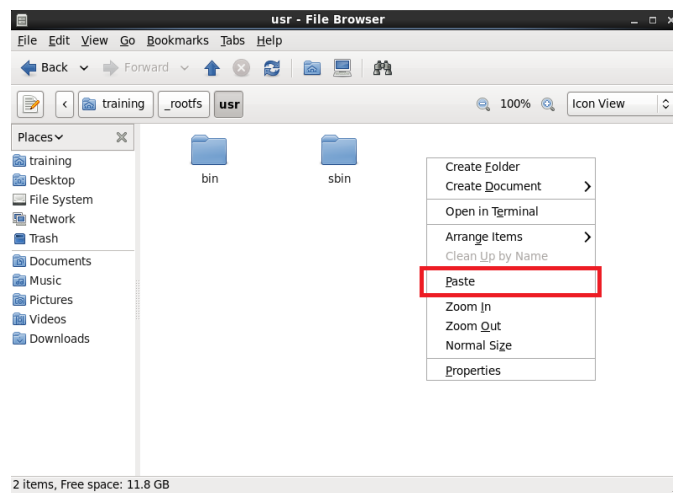 usr - File Browser
File Edit View Go Bookmarks Tabs Help
Back Forward
training _rootfs usr 100% Icon View
Places
training
Desktop
File System
Network
Trash
Documents
Music
Pictures
Videos
Downloads
bin sbin
Create Folder
Create Document
Open in Terminal
Arrange Items
Clean Up by Name
Paste
Zoom In
Zoom Out
Normal Size
Properties
2 items, Free space: 11.8 GB